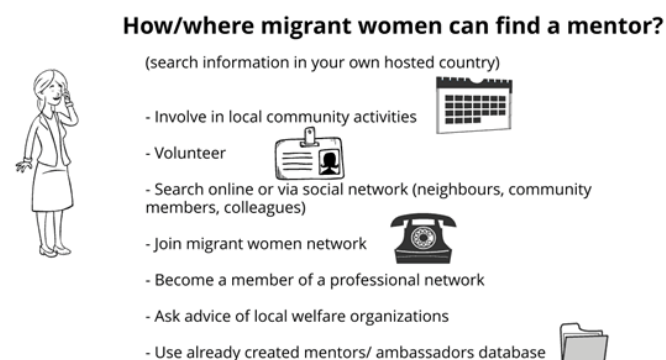 How/where migrant women can find a mentor?
(search information in your own hosted country)
- Involve in local community activities
- Volunteer
- Search online or via social network (neighbours, community
members, colleagues)
- Join migrant women network
- Become a member of a professional network
- Ask advice of local welfare organizations
- Use already created mentors/ ambassadors database